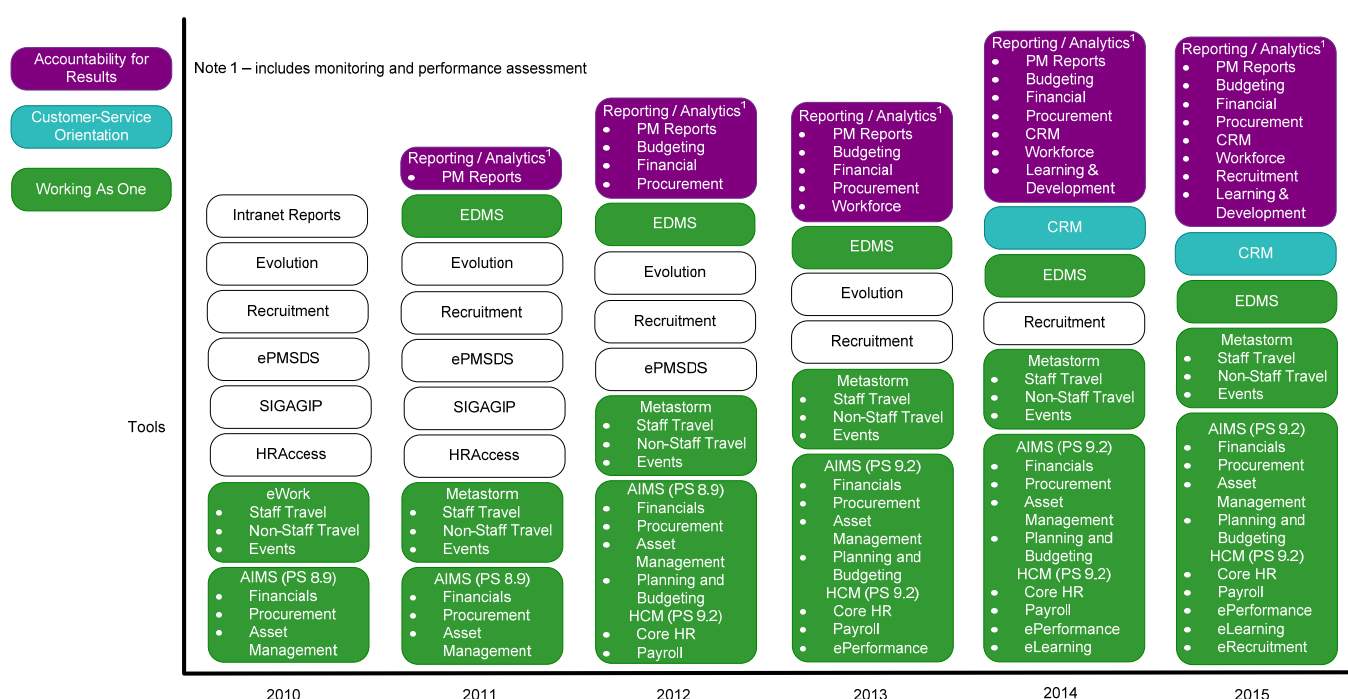 Accountability for
Results
Customer-Service
Orientation
Working As One
Note 1 – includes monitoring and performance assessment
Tools
Intranet Reports
Evolution
Recruitment
ePMSDS
SIGAGIP
HRAccess
eWork
• Staff Travel
• Non-Staff Travel
• Events
AIMS (PS 8.9)
• Financials
• Procurement
• Asset
Management
2010
Reporting / Analytics¹
• PM Reports
EDMS
Evolution
Recruitment
ePMSDS
SIGAGIP
HRAccess
Metastorm
• Staff Travel
• Non-Staff Travel
• Events
AIMS (PS 8.9)
• Financials
• Procurement
• Asset
Management
2011
Reporting / Analytics¹
• PM Reports
• Budgeting
• Financial
• Procurement
EDMS
Evolution
Recruitment
ePMSDS
Metastorm
• Staff Travel
• Non-Staff Travel
• Events
AIMS (PS 8.9)
• Financials
• Procurement
• Asset
Management
• Planning and
Budgeting
HCM (PS 9.2)
• Core HR
• Payroll
2012
Reporting / Analytics¹
• PM Reports
• Budgeting
• Financial
• Procurement
• Workforce
EDMS
Evolution
Recruitment
Metastorm
• Staff Travel
• Non-Staff Travel
• Events
AIMS (PS 9.2)
• Financials
• Procurement
• Asset
Management
• Planning and
Budgeting
HCM (PS 9.2)
• Core HR
• Payroll
• ePerformance
2013
Reporting / Analytics¹
• PM Reports
• Budgeting
• Financial
• Procurement
• CRM
• Workforce
• Learning &
Development
CRM
EDMS
Recruitment
Metastorm
• Staff Travel
• Non-Staff Travel
• Events
AIMS (PS 9.2)
• Financials
• Procurement
• Asset
Management
• Planning and
Budgeting
HCM (PS 9.2)
• Core HR
• Payroll
• ePerformance
• eLearning
2014
Reporting / Analytics¹
• PM Reports
• Budgeting
• Financial
• Procurement
• CRM
• Workforce
• Recruitment
• Learning &
Development
CRM
EDMS
Metastorm
• Staff Travel
• Non-Staff Travel
• Events
AIMS (PS 9.2)
• Financials
• Procurement
• Asset
Management
• Planning and
Budgeting
HCM (PS 9.2)
• Core HR
• Payroll
• ePerformance
• eLearning
• eRecruitment
2015